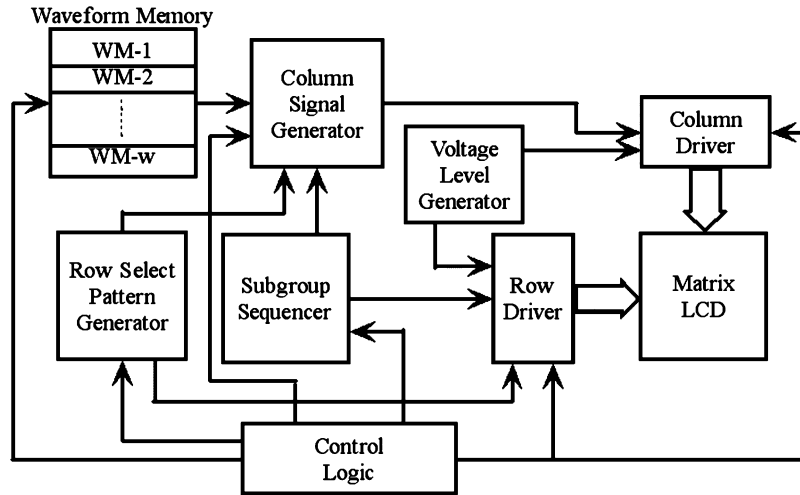 Waveform Memory
WM-1
WM-2
WM-w
Column
Signal
Generator
Voltage
Level
Generator
Column
Driver
Row Select
Pattern
Generator
Subgroup
Sequencer
Row
Driver
Matrix
LCD
Control
Logic